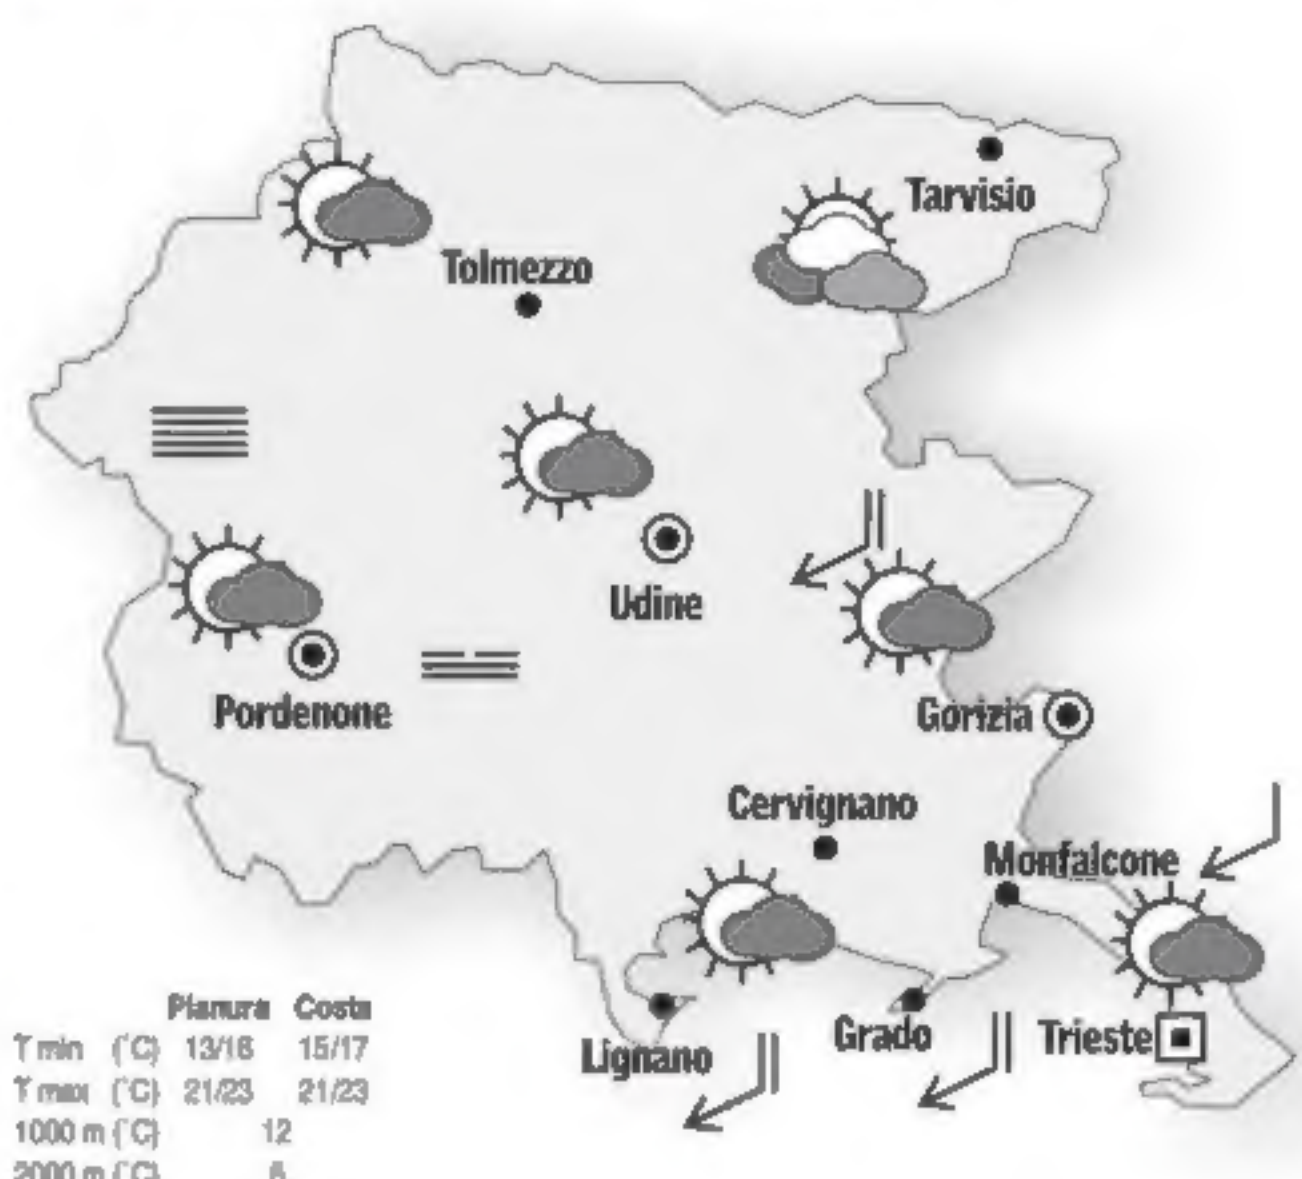 Tarvisio
Tolmezzo
Udine
Pordenone
Gorizia
Cervignano
Monfalcone
Pianura Costa
Grado
Trieste
Lignano
T min (°C) 13/16 15/17
T max (°C) 21/23 21/23
1000 m (°C) 12
2000 m (°C)